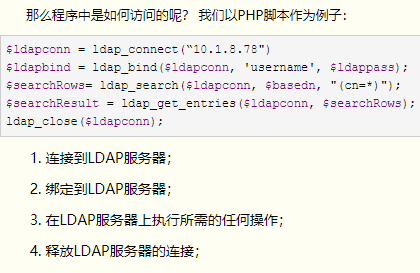 那么程序中是如何访问的呢？ 我们以PHP脚本作为例子：
$ldapconn = ldap_connect(“10.1.8.78")
$ldapbind = ldap_bind($ldapconn, 'username', $ldappass);
$searchRows= ldap_search($ldapconn, $basedn, "(cn=*)");
$searchResult = ldap_get_entries($ldapconn, $searchRows);
ldap_close($ldapconn);
1. 连接到LDAP服务器；
2. 绑定到LDAP服务器；
3. 在LDAP服务器上执行所需的任何操作；
4. 释放LDAP服务器的连接；